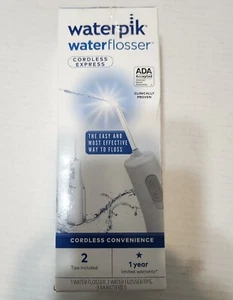 waterpik
waterflosser
CORDLESS
EXPRESS
ADA
Accepted
CLINICALLY
PROVEN
THE EASY AND
MOST EFFECTIVE
WAY TO FLOSS
CORDLESS CONVENIENCE
2
Tips Included
1 year
limited warranty*